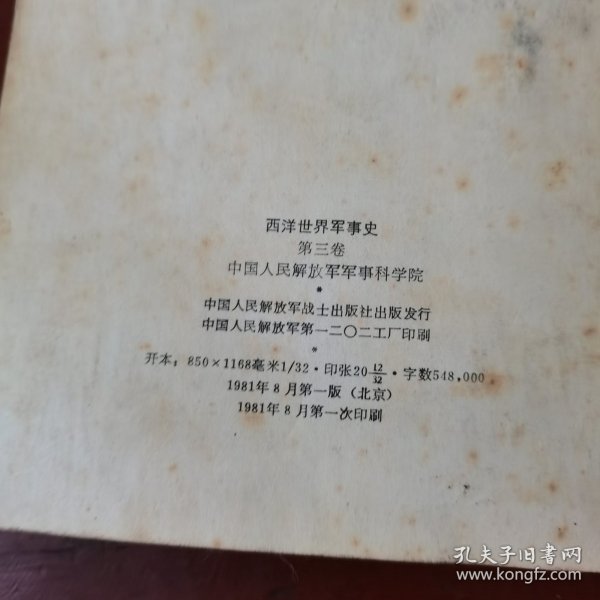 西洋世界军事史
第三卷
中国人民解放军军事科学院
*
中国人民解放军战士出版社出版发行
中国人民解放军第一二〇二工厂印刷
*
开本：850×1168毫米1/32·印张20 12/32·字数548,000
1981年8月第一版（北京）
1981年8月第一次印刷
孔夫子旧书网
www.kongfz.com